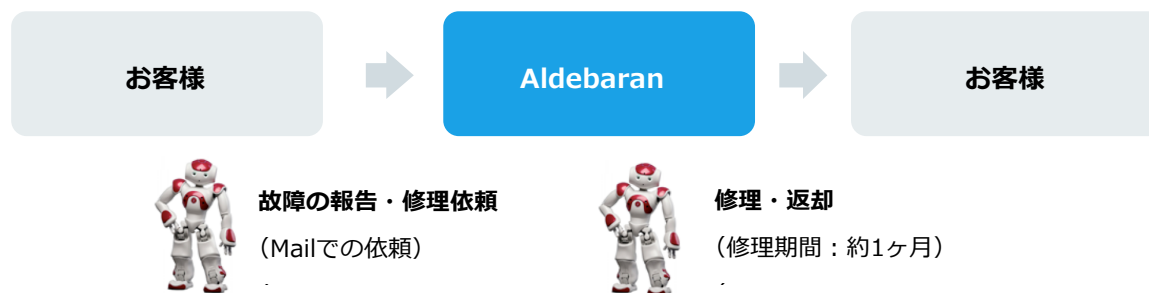 お客様
Aldebaran
お客様
故障の報告・修理依頼
（Mailでの依頼）
修理・返却
（修理期間：約1ヶ月）